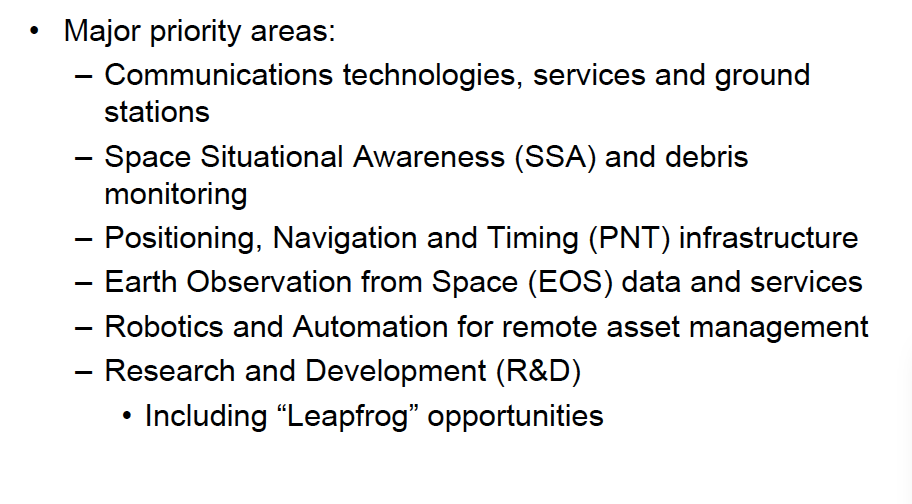 • Major priority areas:
– Communications technologies, services and ground
stations
– Space Situational Awareness (SSA) and debris
monitoring
– Positioning, Navigation and Timing (PNT) infrastructure
– Earth Observation from Space (EOS) data and services
– Robotics and Automation for remote asset management
– Research and Development (R&D)
• Including “Leapfrog” opportunities